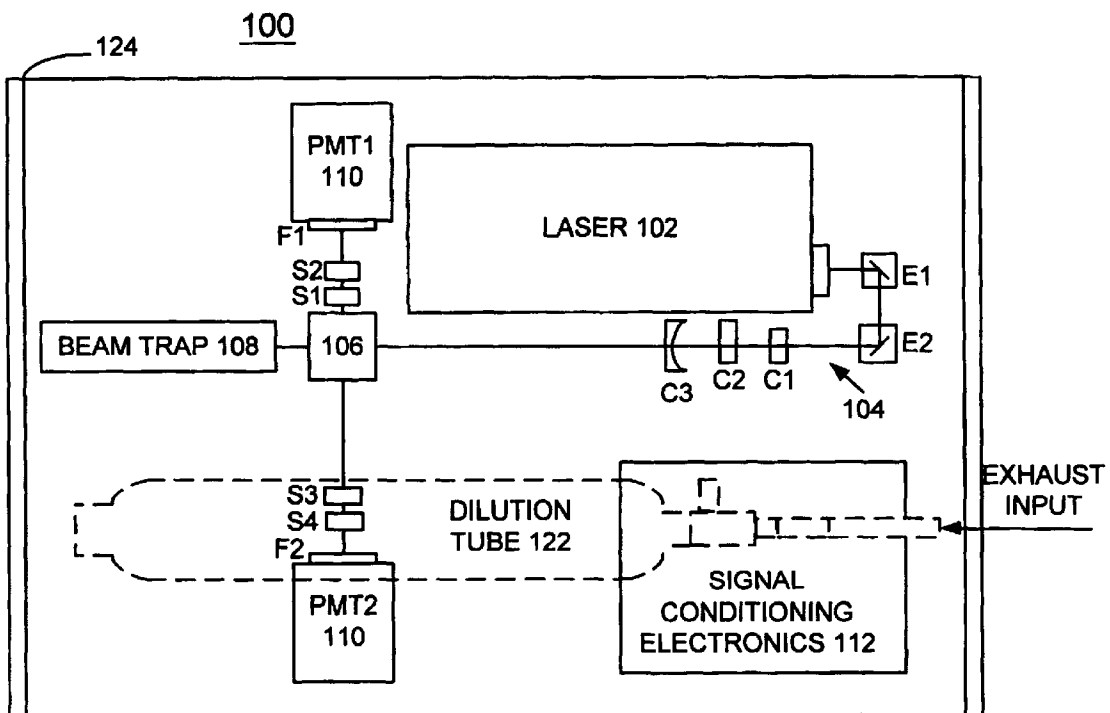 100
124
PMT1
110
F1
S2
S1
LASER 102
E1
E2
BEAM TRAP 108
106
C3
C2
C1
104
S3
S4
F2
PMT2
110
DILUTION
TUBE 122
EXHAUST
INPUT
SIGNAL
CONDITIONING
ELECTRONICS 112